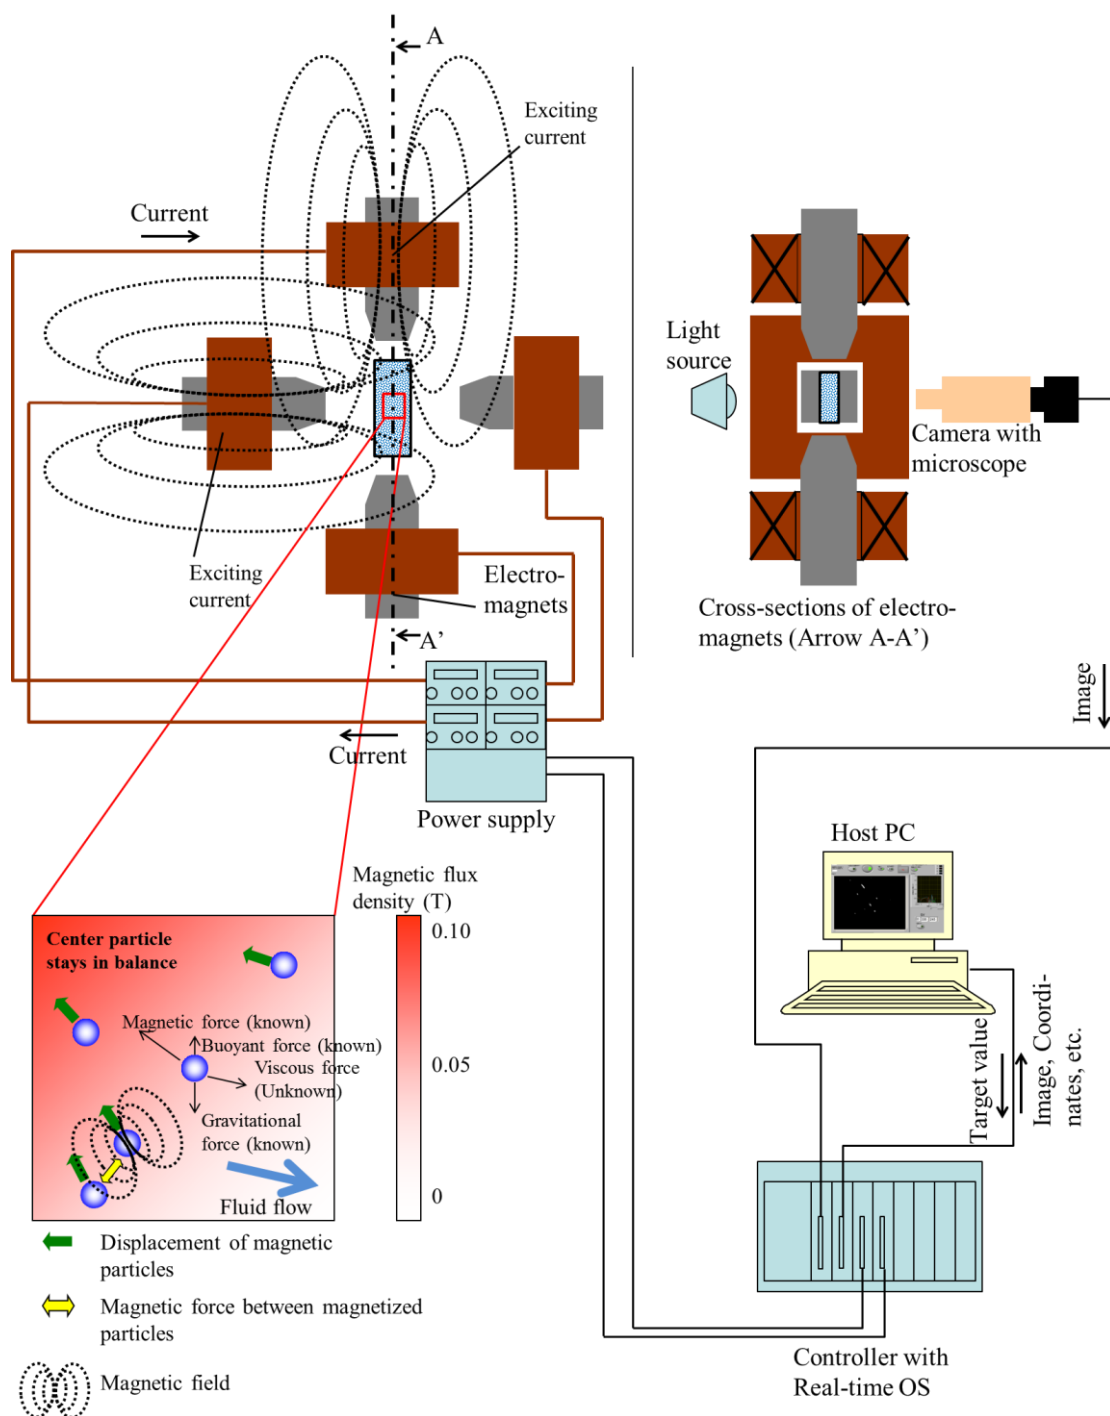 A
Exciting
current
Current
Exciting
current
Electro-
magnets
A'
Current
Power supply
Light
source
Camera with
microscope
Cross-sections of electro-
magnets (Arrow A-A’)
Image
Host PC
Target value
Image, Coordi-
nates, etc.
Controller with
Real-time OS
Magnetic flux
density (T)
0.10
0.05
0
Center particle
stays in balance
Magnetic force (known)
Buoyant force (known)
Viscous force
(Unknown)
Gravitational
force (known)
Fluid flow
Displacement of magnetic
particles
Magnetic force between magnetized
particles
Magnetic field